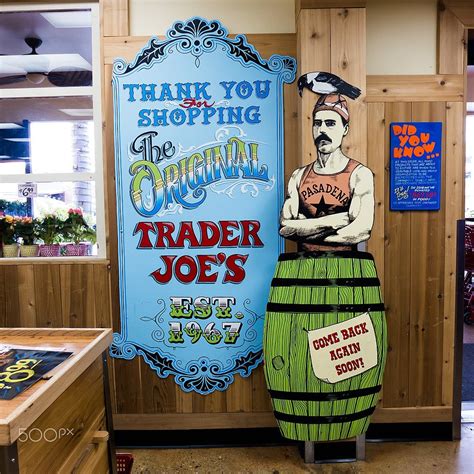 THANK YOU
For
SHOPPING
The
ORIGINAL
TRADER
JOE'S
EST.
1967
PASADENA
COME BACK
AGAIN
SOON!
DID YOU
KNOW...
500px